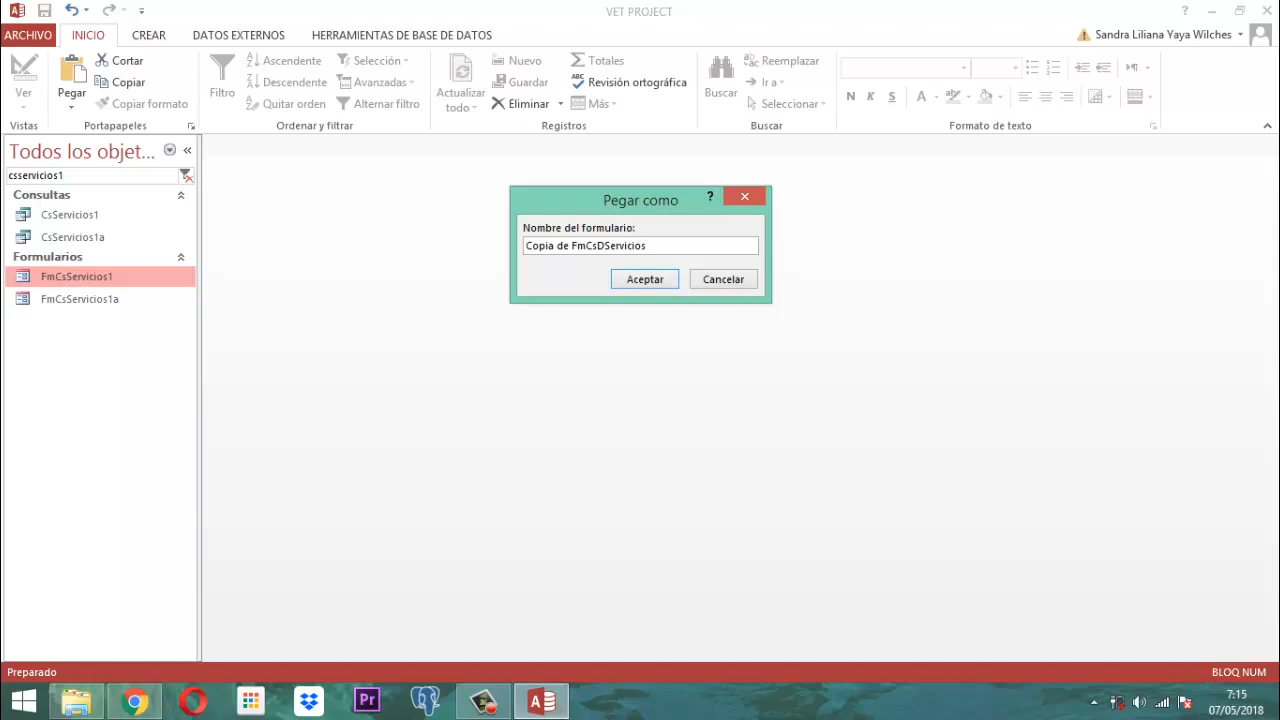 VET PROJECT
ARCHIVO INICIO CREAR DATOS EXTERNOS HERRAMIENTAS DE BASE DE DATOS Sandra Liliana Yaya Wilches
Ver
Vistas
Pegar
Cortar
Copiar
Copiar formato
Portapapeles
Filtro
Ascendente
Descendente
Quitar orden
Selección
Avanzadas
Alternar filtro
Ordenar y filtrar
Actualizar
todo
Nuevo
Guardar
Eliminar
Totales
Revisión ortográfica
Más
Registros
Buscar
Reemplazar
Ir a
Seleccionar
Buscar
N K S A
Formato de texto
Todos los objet...
csservicios1
Consultas
CsServicios1
CsServicios1a
Formularios
FmCsServicios1
FmCsServicios1a
Pegar como
Nombre del formulario:
Copia de FmCsDServicios
Aceptar Cancelar
Preparado BLOQ NUM
Pr
7:15
07/05/2018